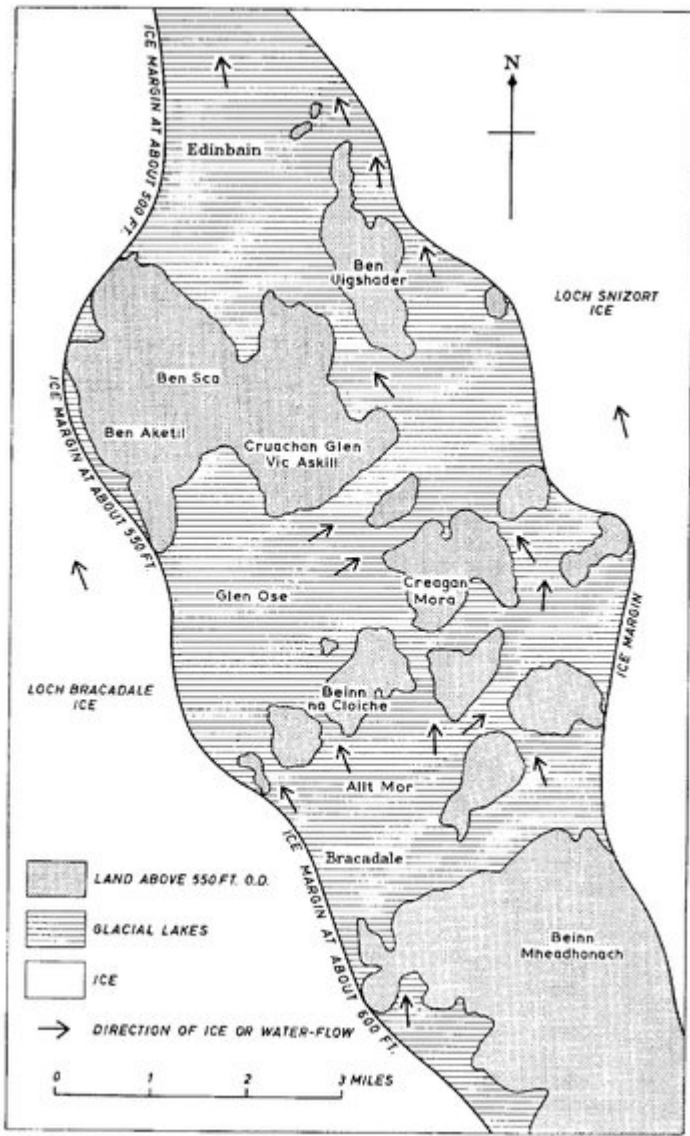 ICE MARGIN AT ABOUT 500 FT.
N
Edinbain
Ben
Uigshader
LOCH SNIZORT
ICE
Ben Sca
Ben Aketil
Cruachan Glen
Vic Askill
ICE MARGIN AT ABOUT 550 FT.
Glen Ose
Creagan
Mora
ICE MARGIN
LOCH BRACADALE
ICE
Beinn
na Cloiche
Allt Mor
Bracadale
ICE MARGIN AT ABOUT 600 FT.
Beinn
Mheadhonach
LAND ABOVE 550 FT. O.D.
GLACIAL LAKES
ICE
DIRECTION OF ICE OR WATER-FLOW
0 1 2 3 MILES